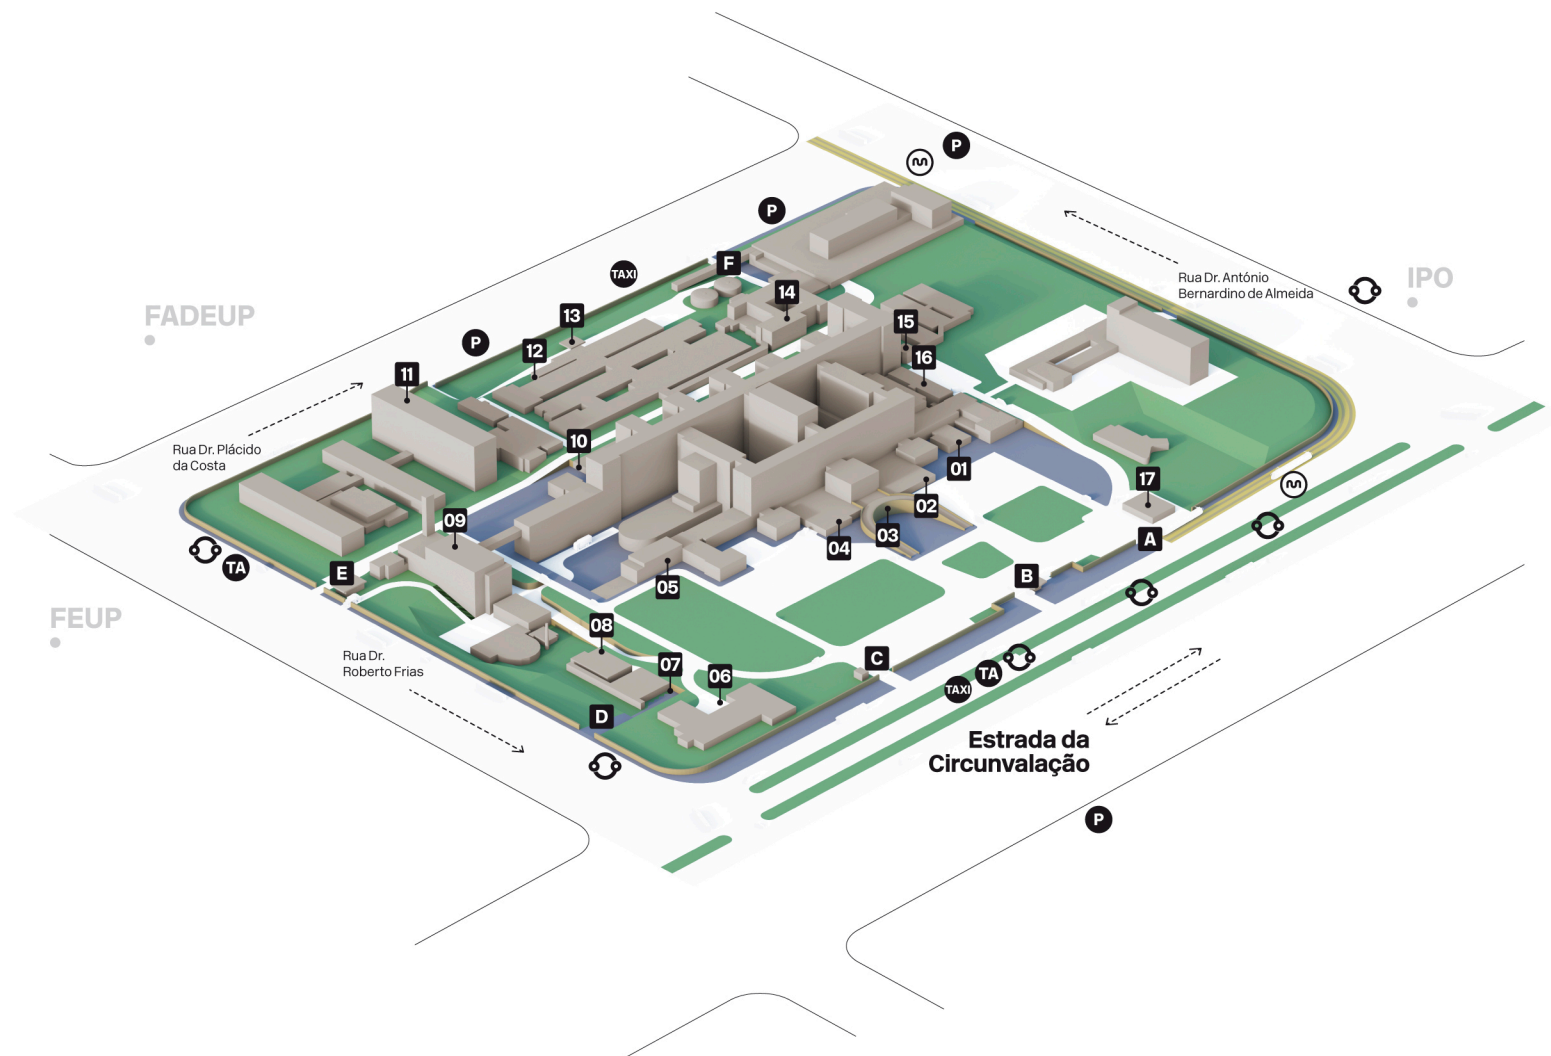 P
P
F
TAXI
Rua Dr. António
Bernardino de Almeida
IPO
FADEUP
14
13
15
P
12
16
11
10
01
Rua Dr. Plácido
da Costa
17
02
09
03
04
A
TA
E
05
B
FEUP
08
Rua Dr.
Roberto Frias
07
06
C
TA
TAXI
D
Estrada da
Circunvalação
P